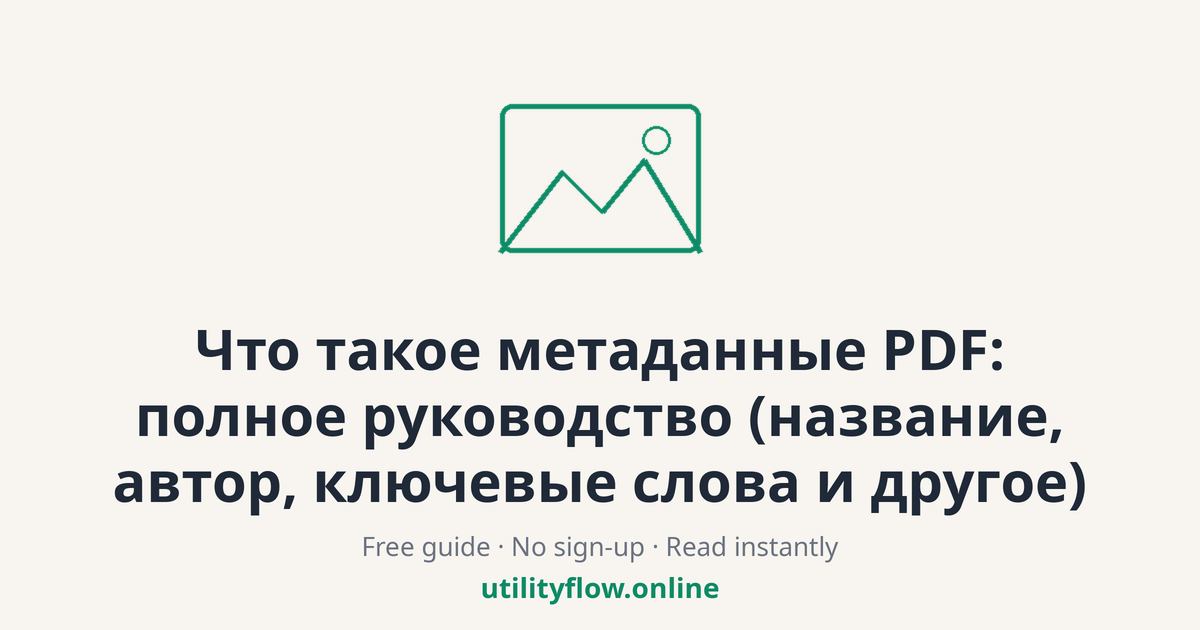 Что такое метаданные PDF:
полное руководство (название,
автор, ключевые слова и другое)
Free guide · No sign-up · Read instantly
utilityflow.online